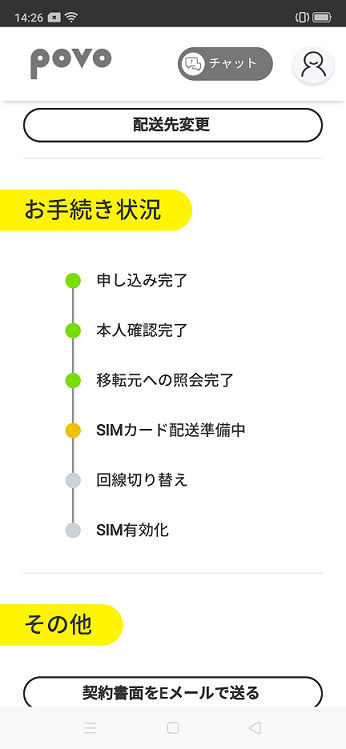 14:26
povo
チャット
配送先変更
お手続き状況
申し込み完了
本人確認完了
移転元への照会完了
SIMカード配送準備中
回線切り替え
SIM有効化
その他
契約書面をEメールで送る